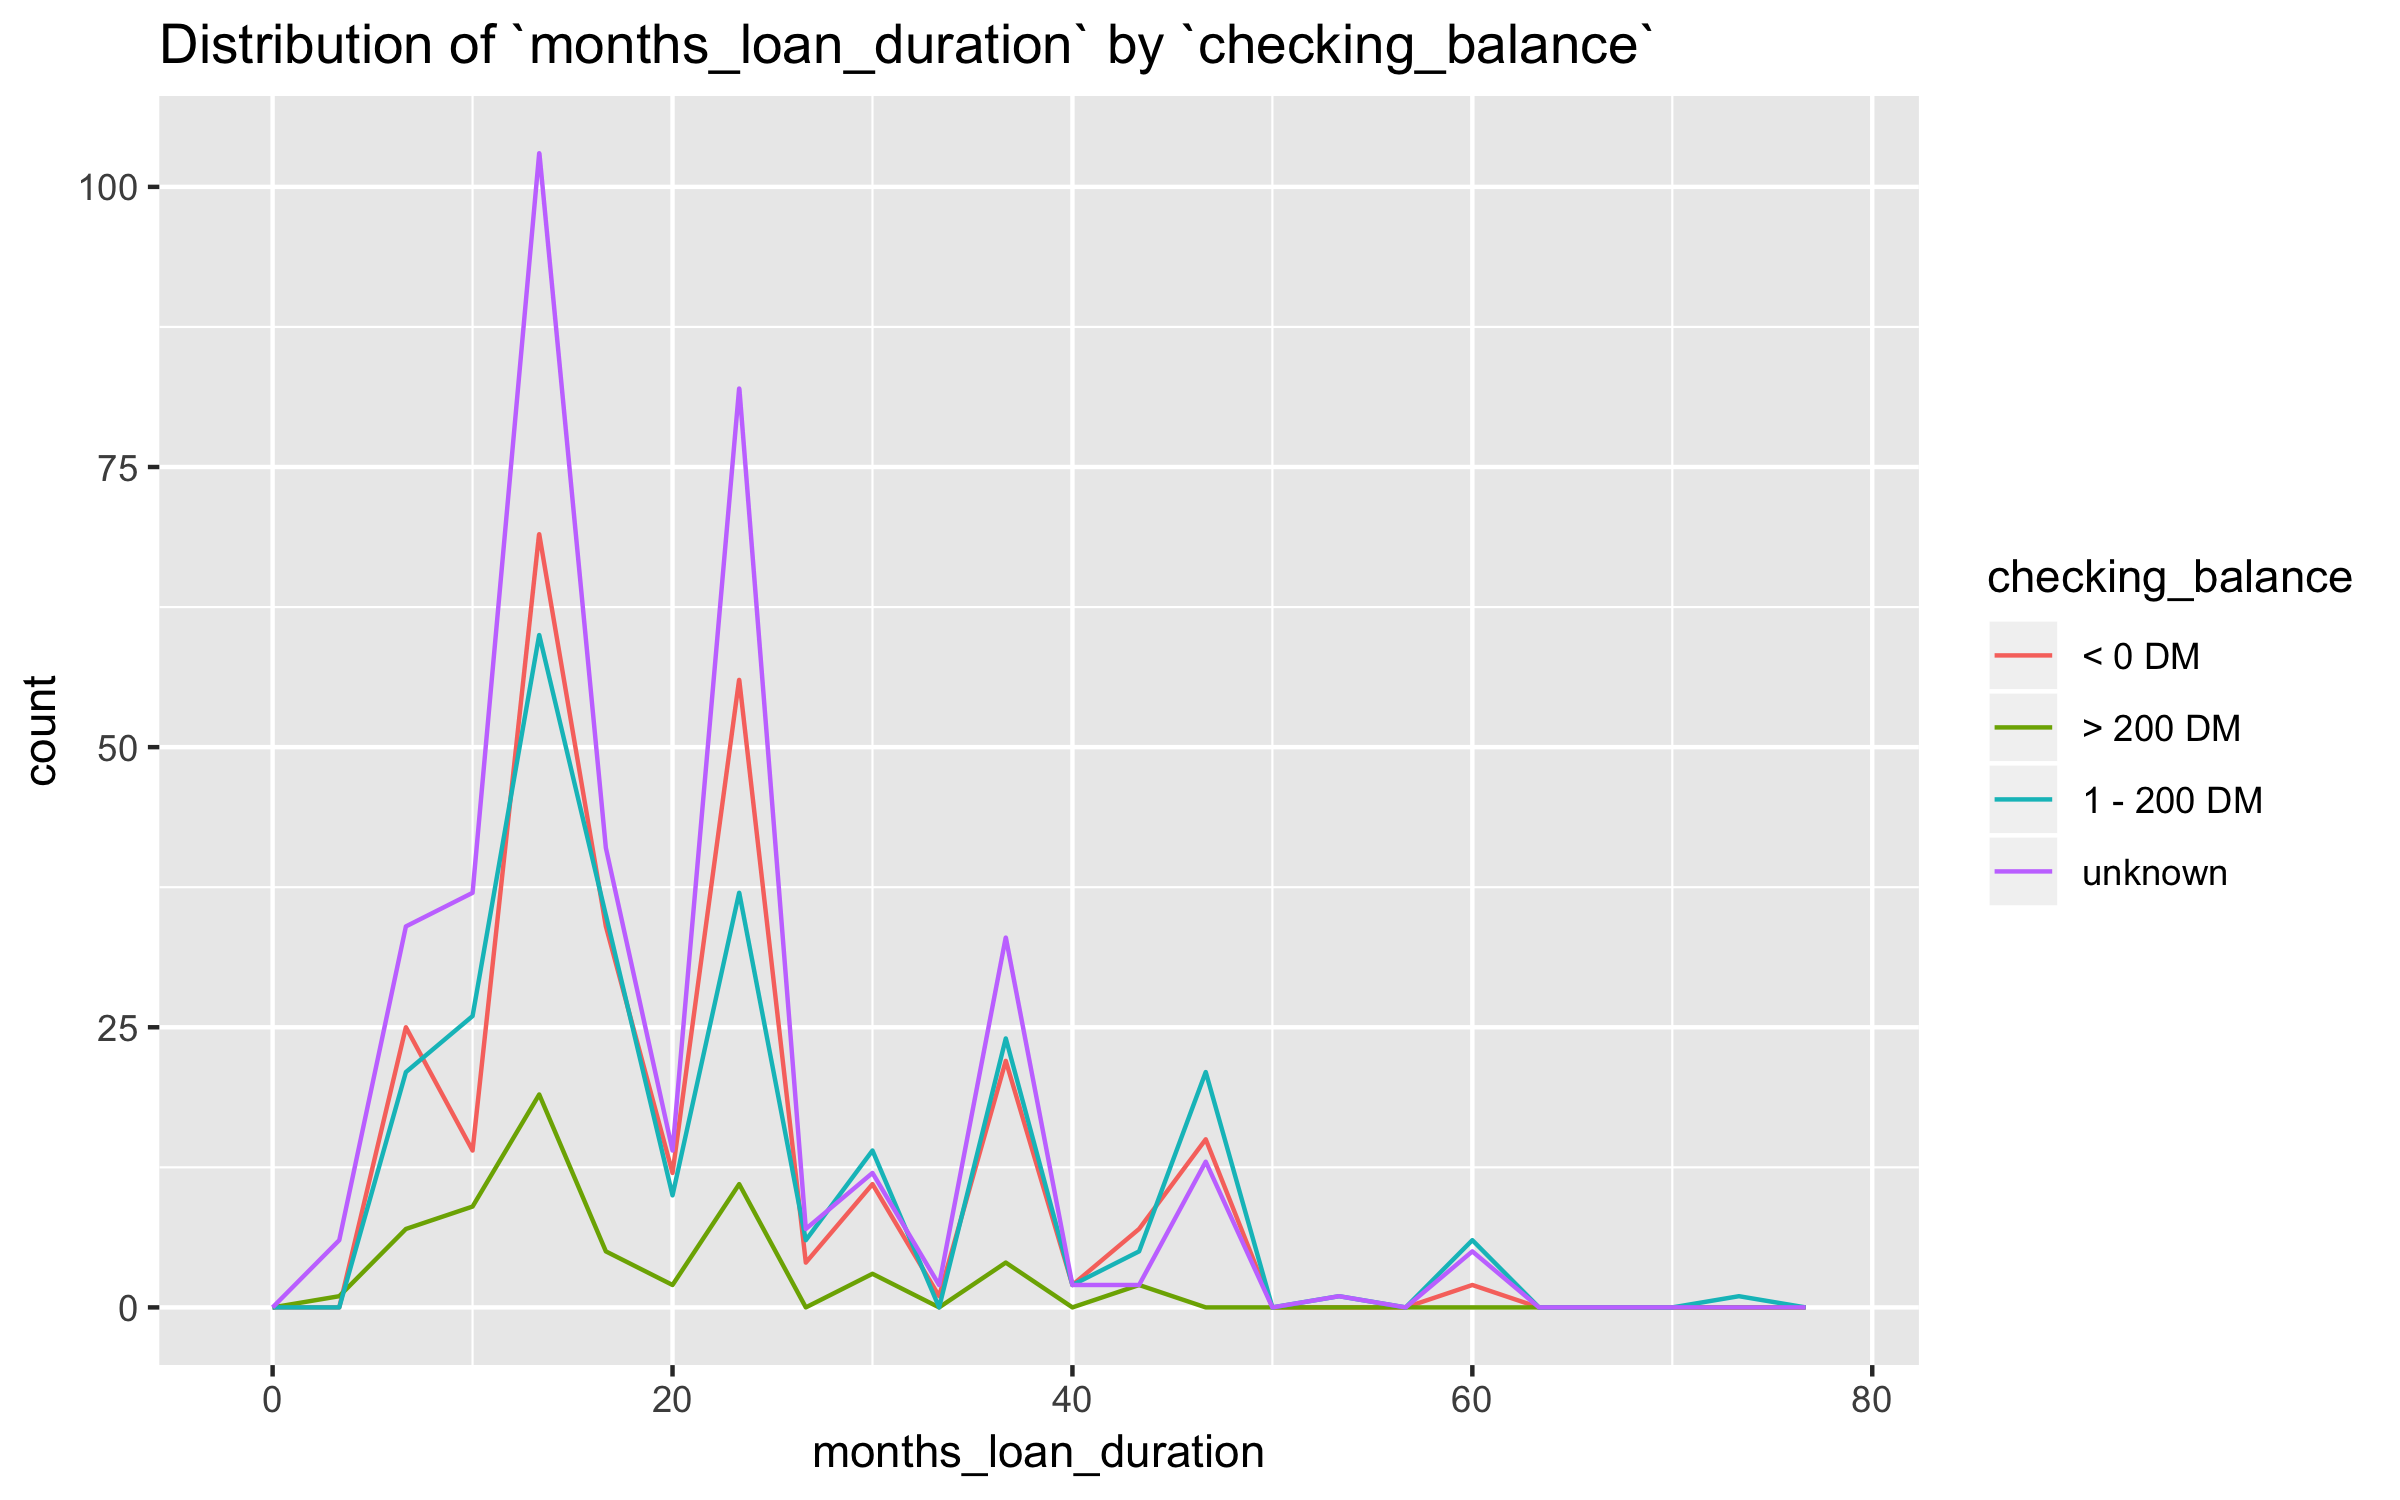 Distribution of `months_loan_duration` by `checking_balance`
100
75
50
25
0
count
0
20
40
60
80
months_loan_duration
checking_balance
< 0 DM
> 200 DM
1 - 200 DM
unknown